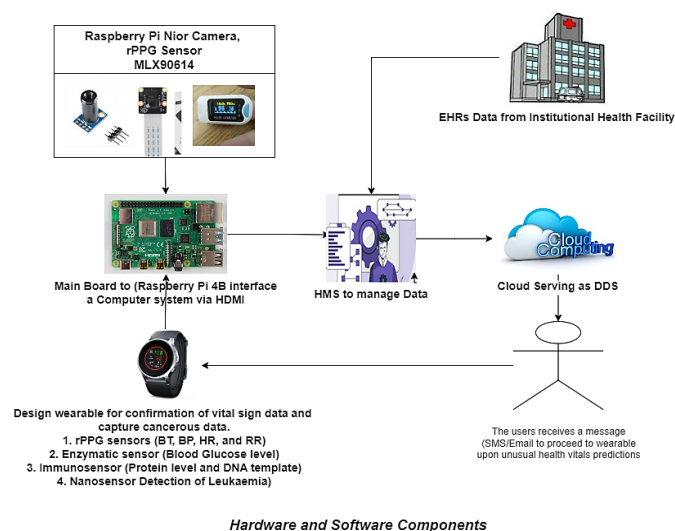 Raspberry Pi Nior Camera,
rPPG Sensor
MLX90614
EHRs Data from Institutional Health Facility
Main Board to (Raspberry Pi 4B interface
a Computer system via HDMI
HMS to manage Data
Cloud
Computing
Cloud Serving as DDS
Design wearable for confirmation of vital sign data and
capture cancerous data.
1. rPPG sensors (BT, BP, HR, and RR)
2. Enzymatic sensor (Blood Glucose level)
3. Immunosensor (Protein level and DNA template)
4. Nanosensor Detection of Leukaemia)
The users receives a message
(SMS/Email to proceed to wearable
upon unusual health vitals predictions
Hardware and Software Components